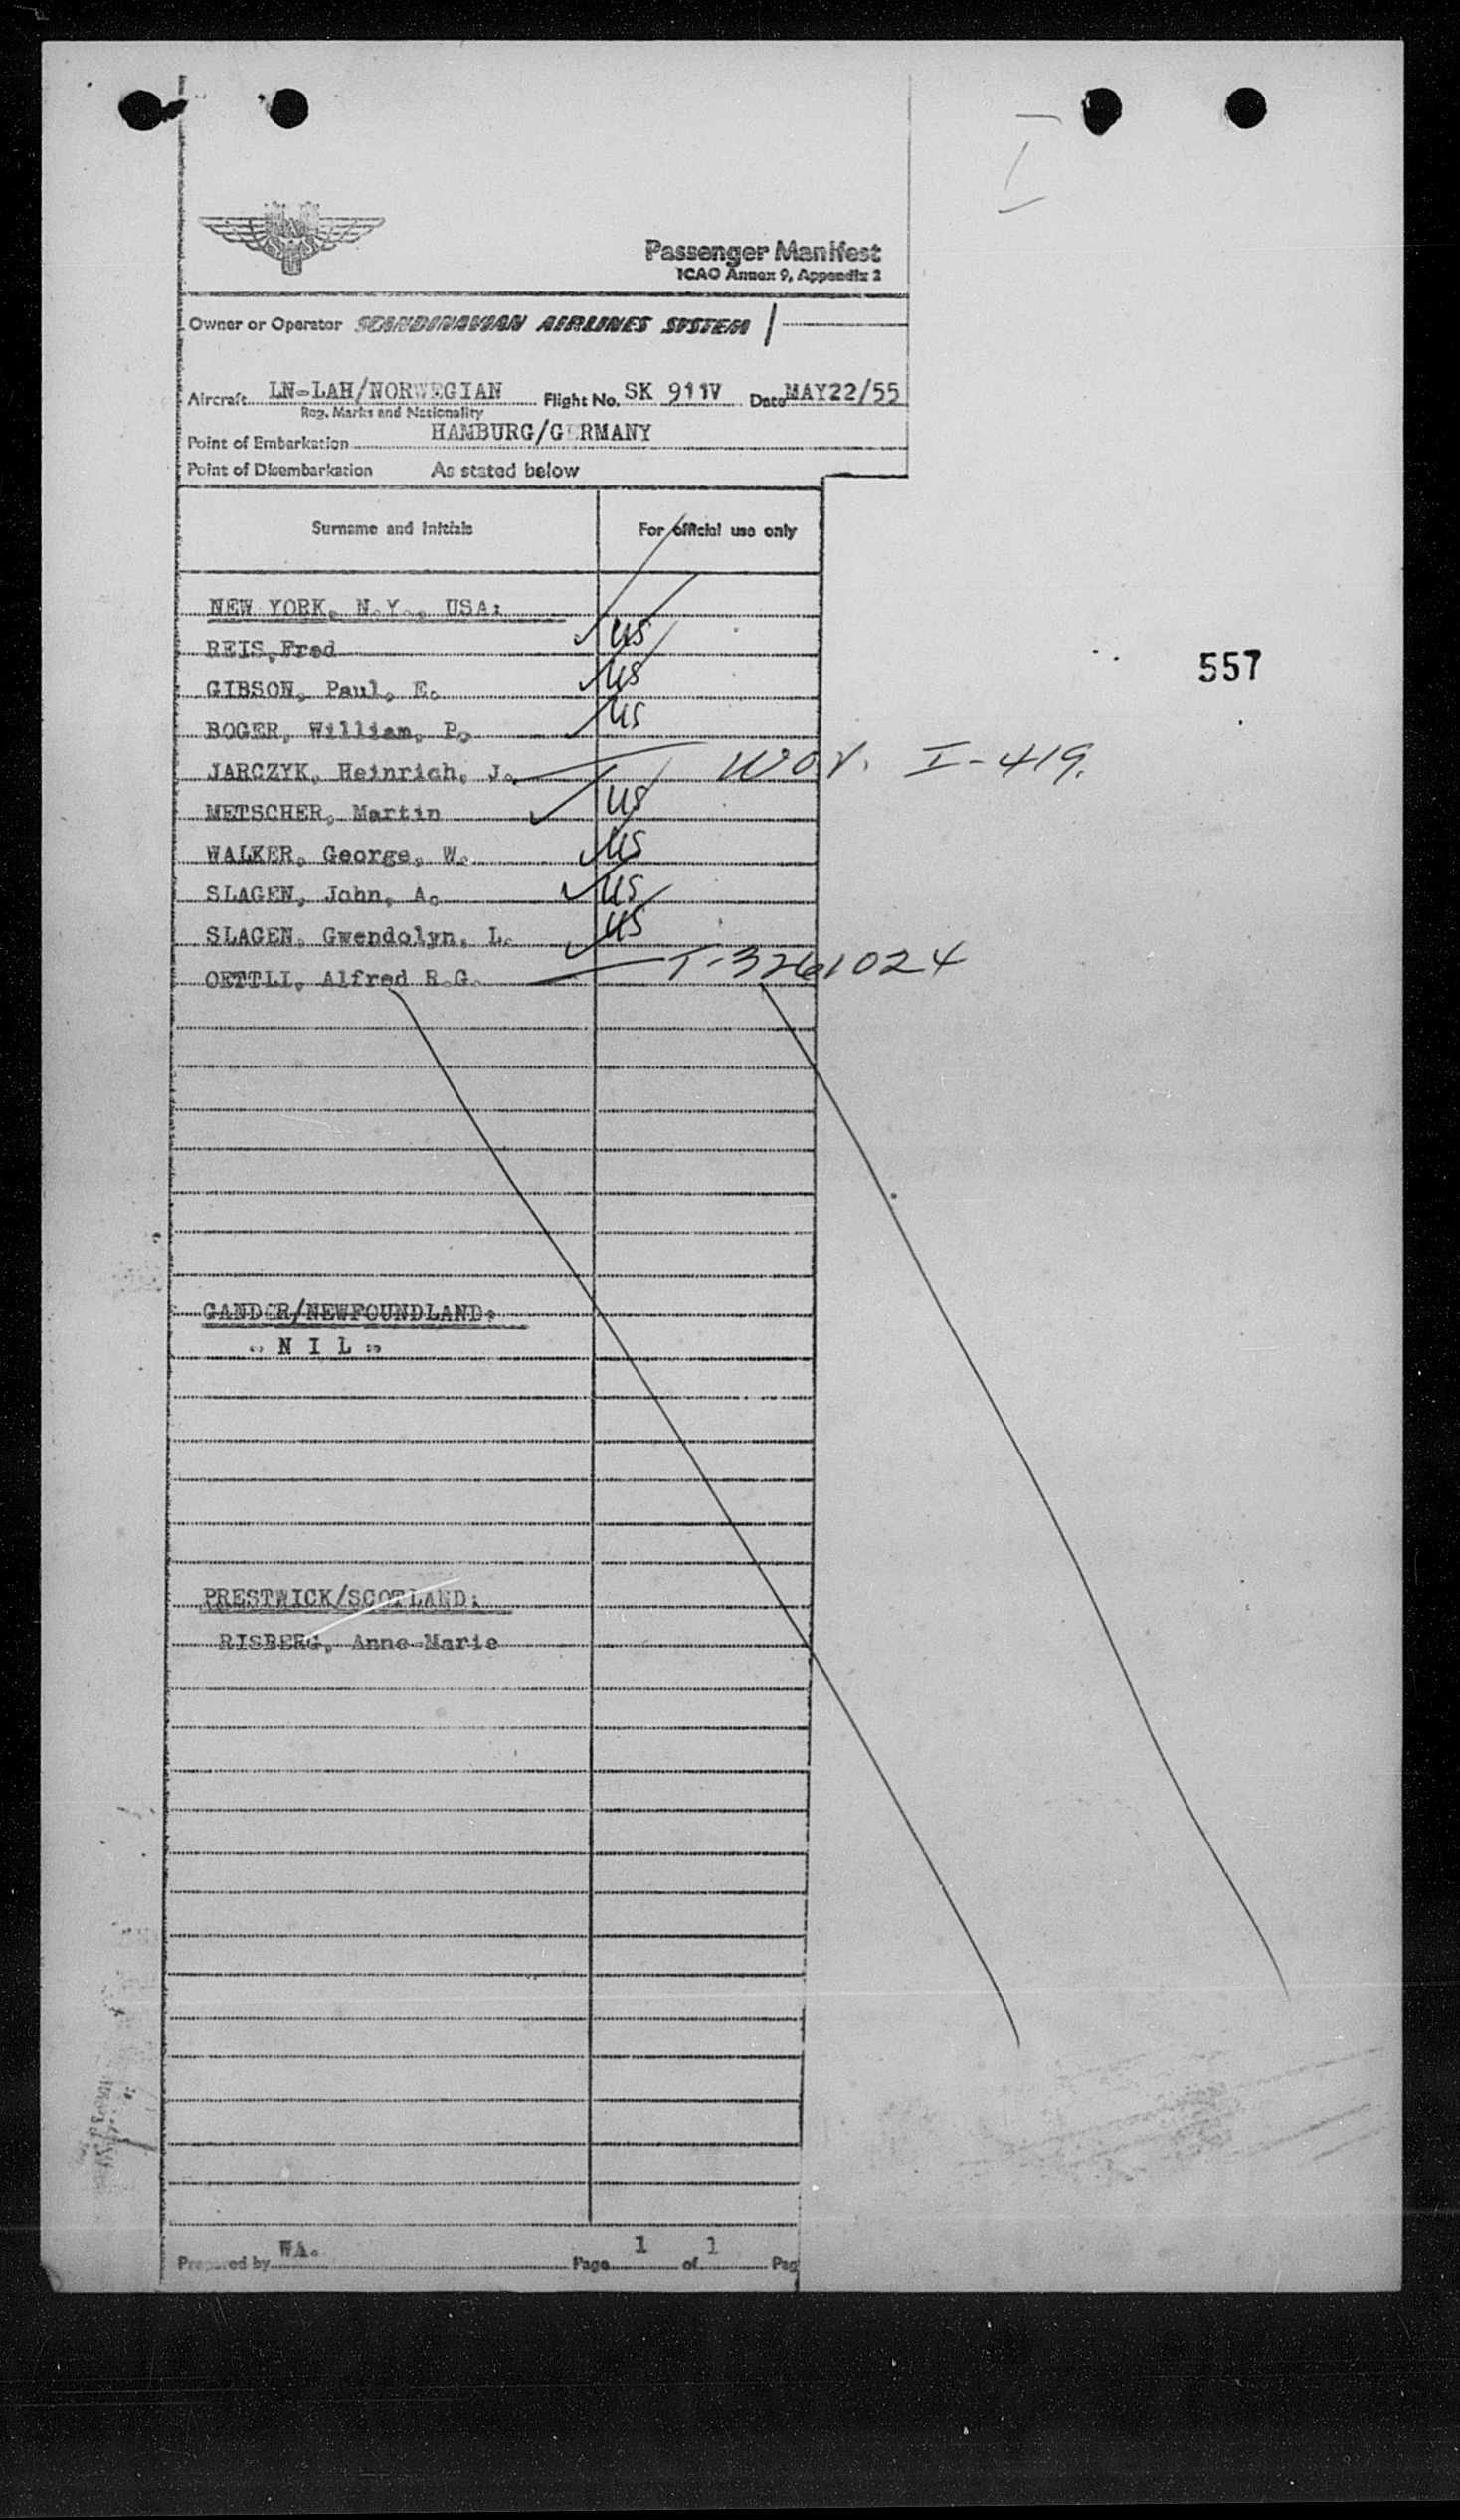 SAS
Passenger Manifest
ICAO Annex 9, Appendix 2
Owner or Operator SCANDINAVIAN AIRLINES SYSTEM
Aircraft LN-LAH/NORWEGIAN Flight No. SK 911V Date MAY22/55
Reg. Marks and Nationality
Point of Embarkation HAMBURG/GERMANY
Point of Disembarkation As stated below
Surname and Initials For official use only
NEW YORK, N.Y., USA:
REIS, Fred US
557
GIBSON, Paul, E. US
BOGER, William, P. US
JARCZYK, Heinrich, J. I-419.
METSCHER, Martin US
WALKER, George, W. US
SLAGEN, John, A. US
SLAGEN, Gwendolyn, L. US
OETTLI, Alfred R.G. T-3261024
GANDER/NEWFOUNDLAND:
- N I L -
PRESTWICK/SCOTLAND:
RISBERG, Anne-Marie
Prepared by WA. Page 1 of 1 Pag